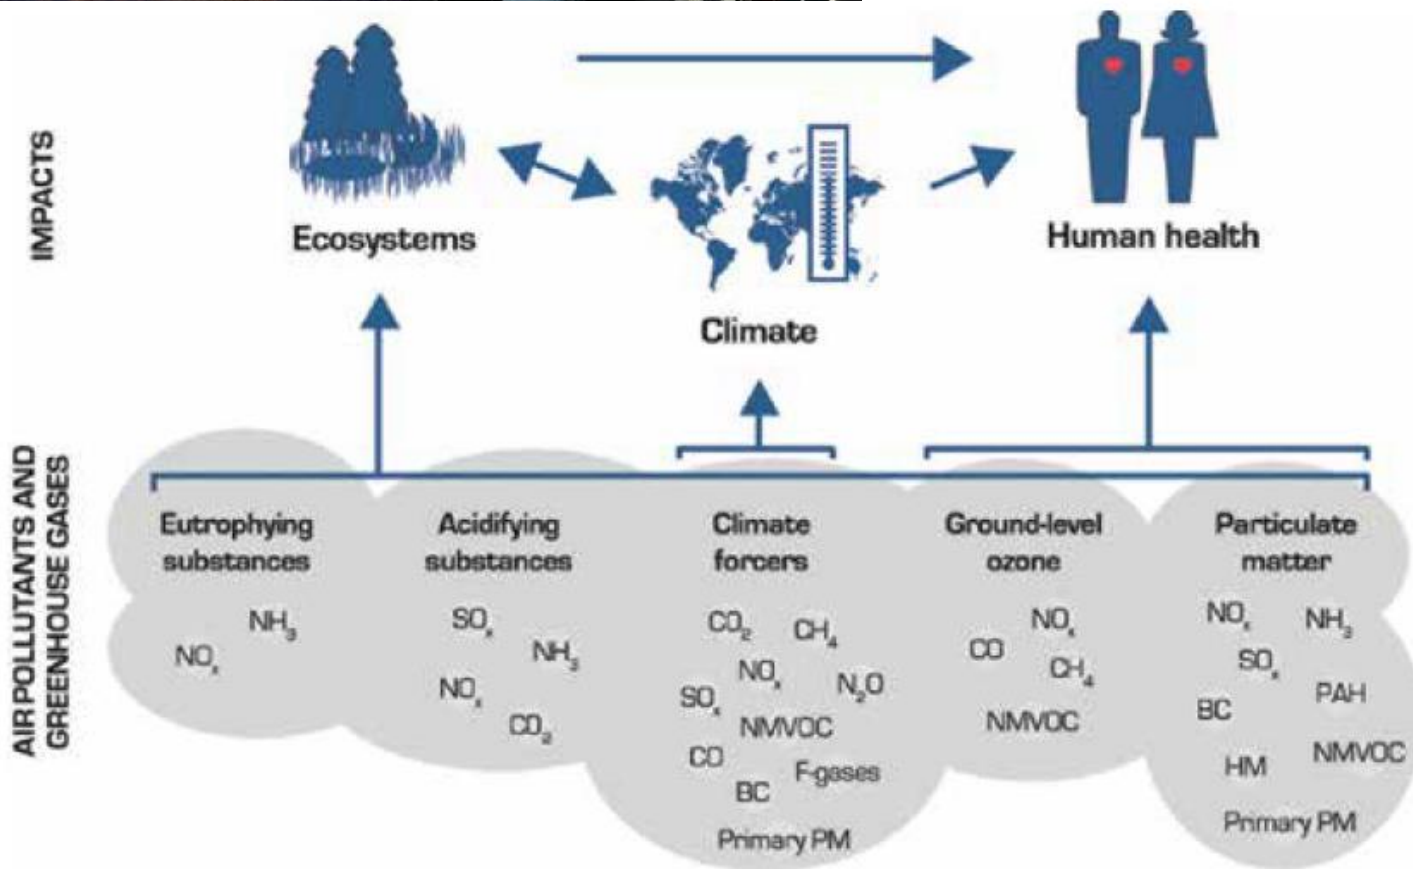 IMPACTS
Ecosystems
Climate
Human health
AIR POLLUTANTS AND
GREENHOUSE GASES
Eutrophying
substances
NH₃
NOₓ
Acidifying
substances
SOₓ
NH₃
NOₓ
CO₂
Climate
forcers
CO₂
CH₄
NOₓ
N₂O
SOₓ
NMVOC
CO
F-gases
BC
Primary PM
Ground-level
ozone
NOₓ
CO
CH₄
NMVOC
Particulate
matter
NOₓ
NH₃
SOₓ
PAH
BC
NMVOC
HM
Primary PM